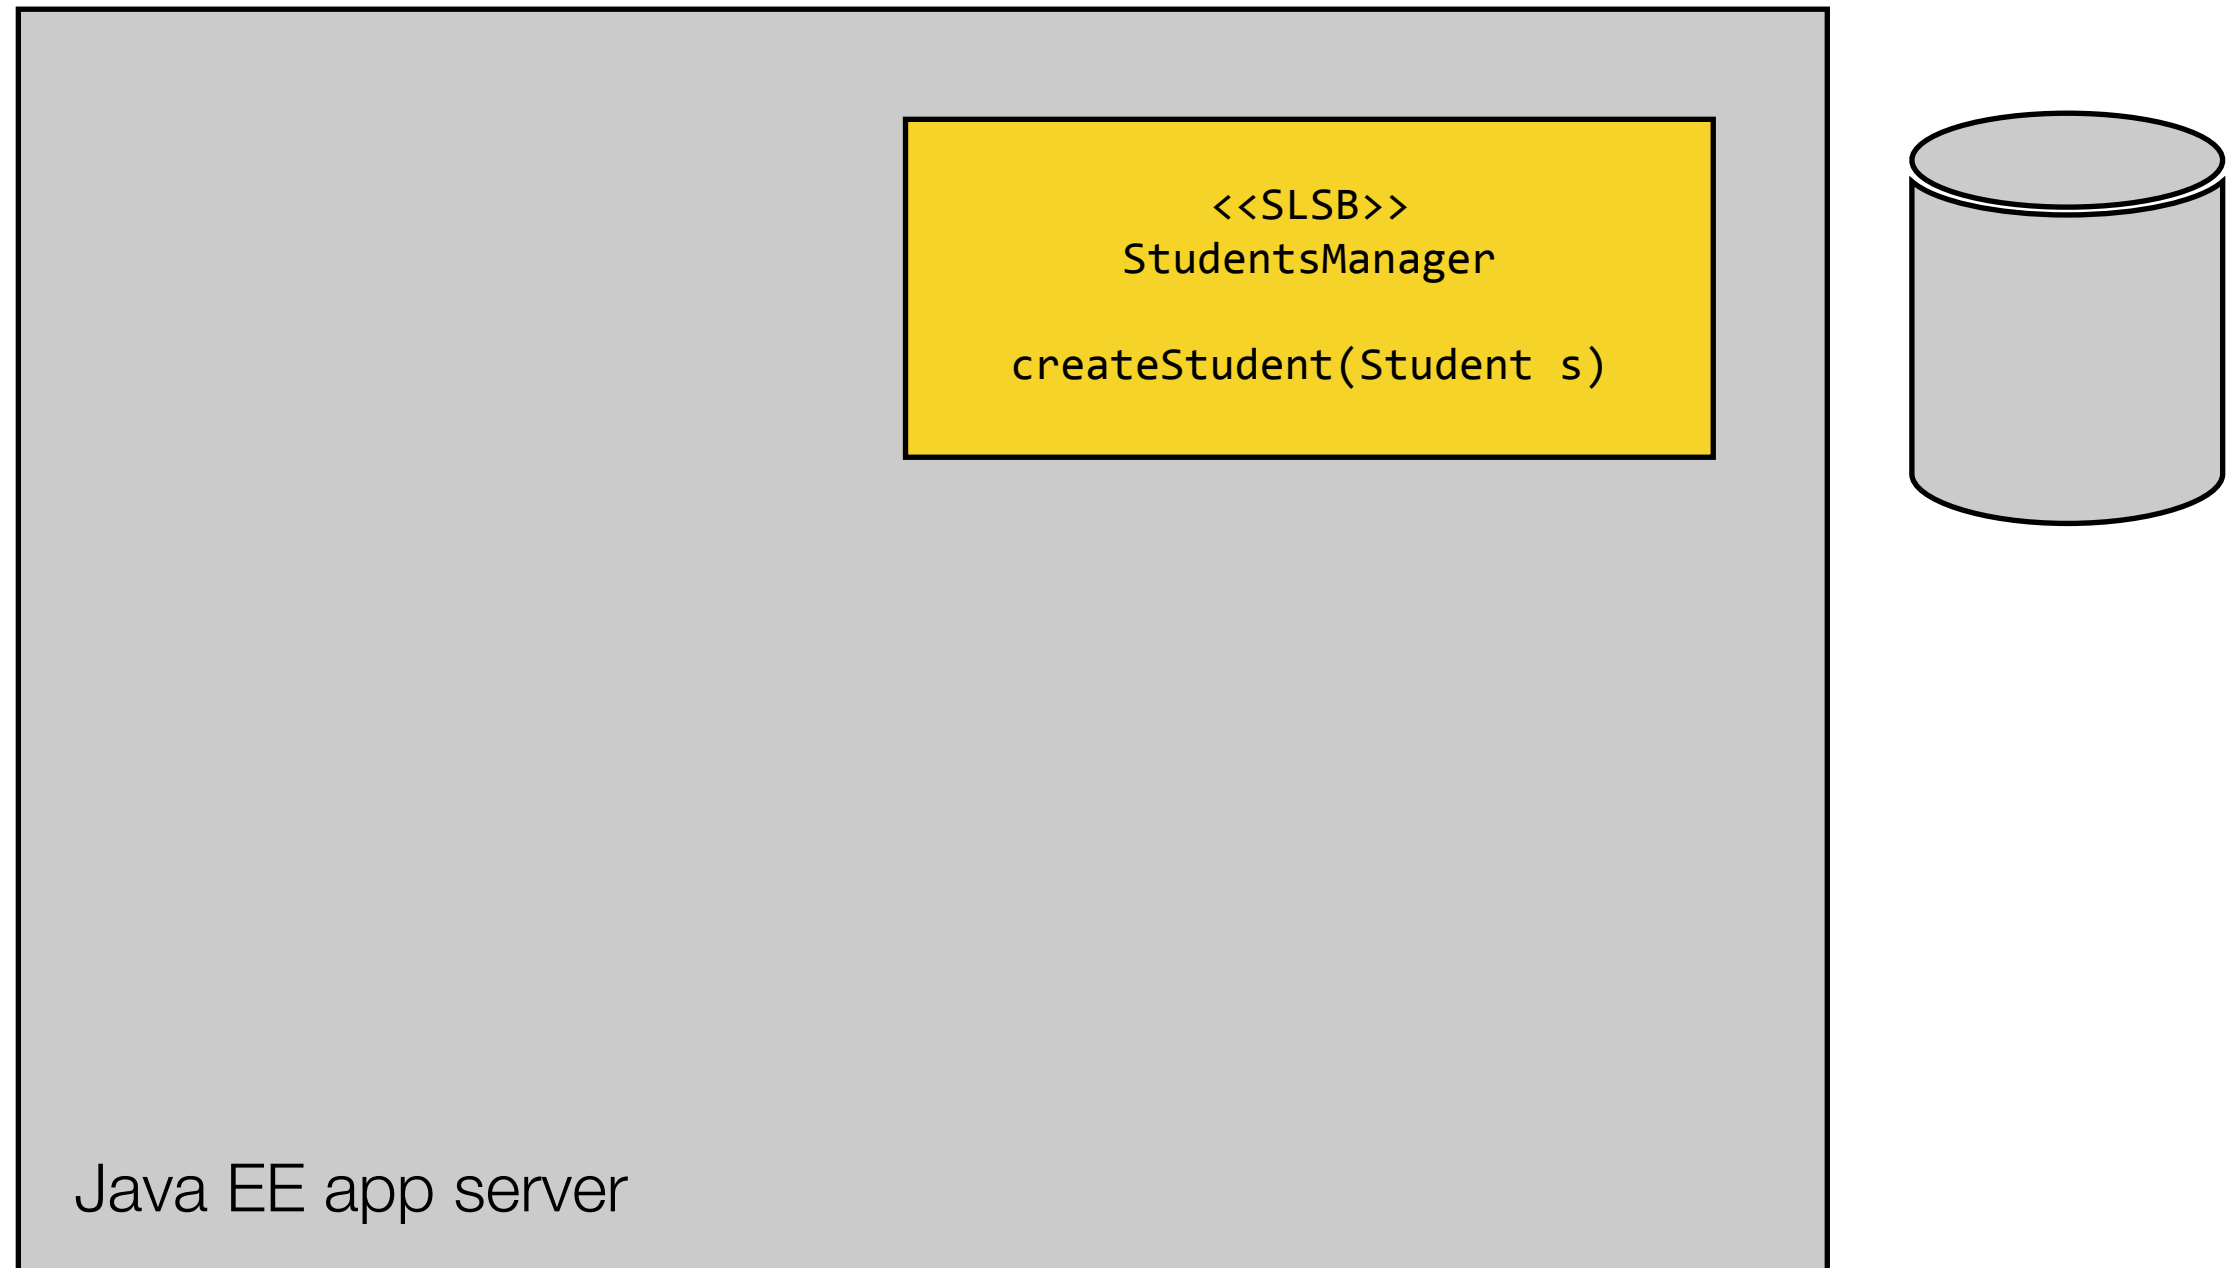 <<SLSB>>
StudentsManager
createStudent(Student s)
Java EE app server